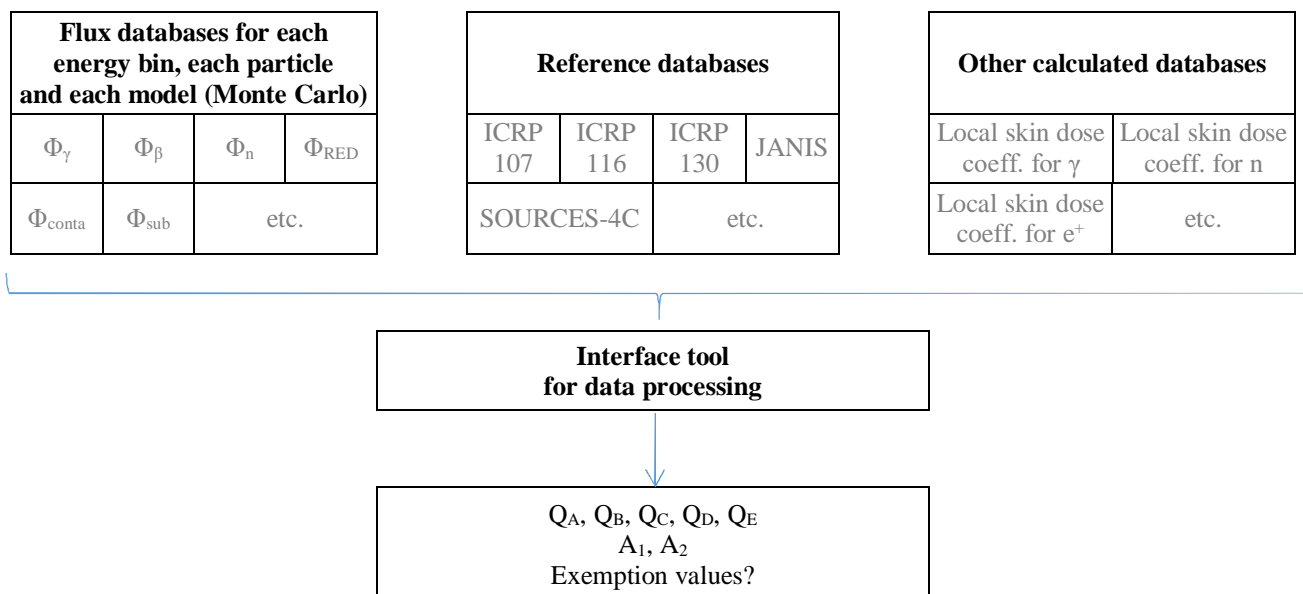 Flux databases for each
energy bin, each particle
and each model (Monte Carlo)
Φγ
Φβ
Φn
ΦRED
Φconta
Φsub
etc.
Reference databases
ICRP
107
ICRP
116
ICRP
130
JANIS
SOURCES-4C
etc.
Other calculated databases
Local skin dose
coeff. for γ
Local skin dose
coeff. for n
Local skin dose
coeff. for e⁺
etc.
Interface tool
for data processing
QA, QB, QC, QD, QE
A₁, A₂
Exemption values?